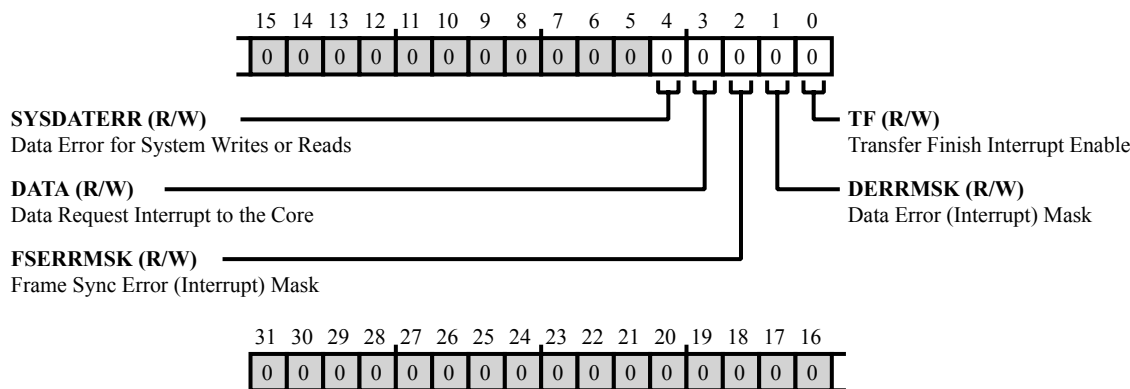 15 14 13 12 11 10 9 8 7 6 5 4 3 2 1 0
0 0 0 0 0 0 0 0 0 0 0 0 0 0 0 0
SYSDATERR (R/W)
Data Error for System Writes or Reads
TF (R/W)
Transfer Finish Interrupt Enable
DATA (R/W)
Data Request Interrupt to the Core
DERRMSK (R/W)
Data Error (Interrupt) Mask
FSERRMSK (R/W)
Frame Sync Error (Interrupt) Mask
31 30 29 28 27 26 25 24 23 22 21 20 19 18 17 16
0 0 0 0 0 0 0 0 0 0 0 0 0 0 0 0